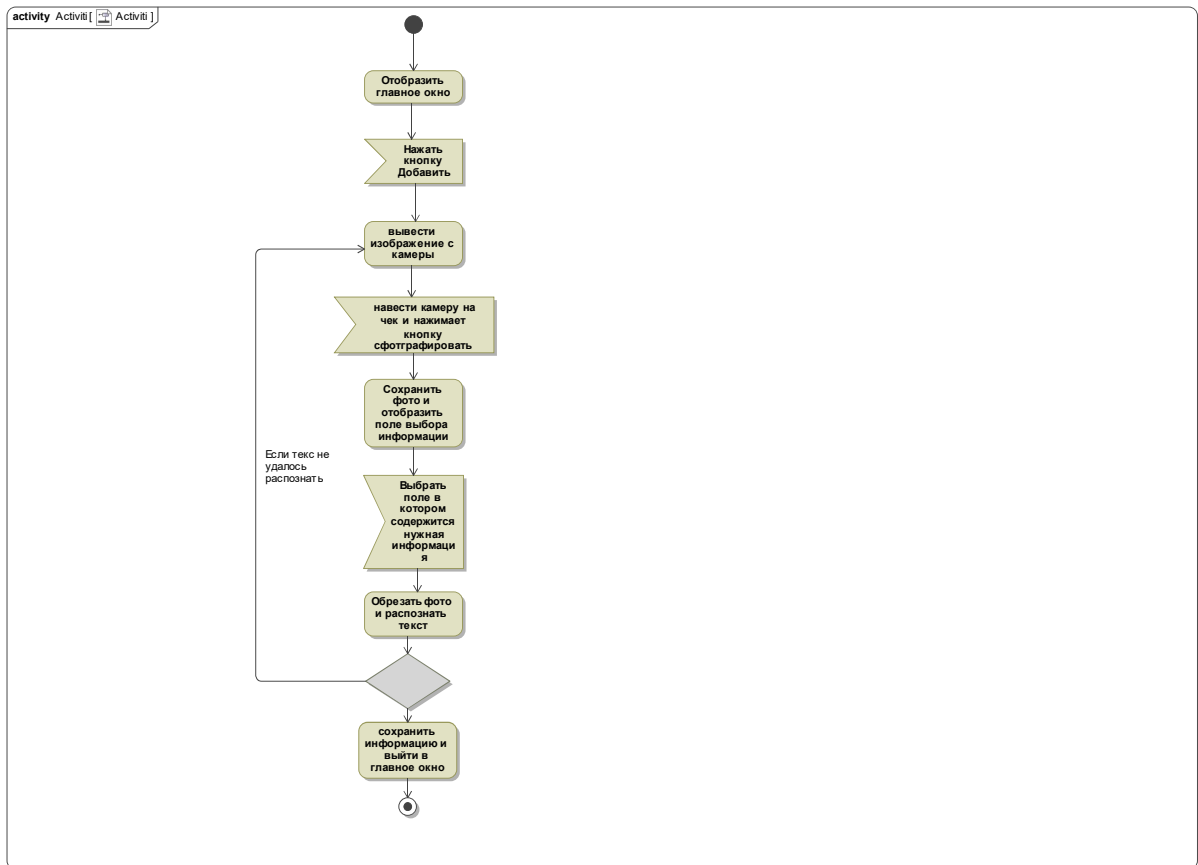 activity Activiti [ Activiti ]
Отобразить
главное окно
Нажать
кнопку
Добавить
вывести
изображение с
камеры
навести камеру на
чек и нажимает
кнопку
сфотграфировать
Сохранить
фото и
отобразить
поле выбора
информации
Если текс не
удалось
распознать
Выбрать
поле в
котором
содержится
нужная
информаци
я
Обрезать фото
и распознать
текст
сохранить
информацию и
выйти в
главное окно